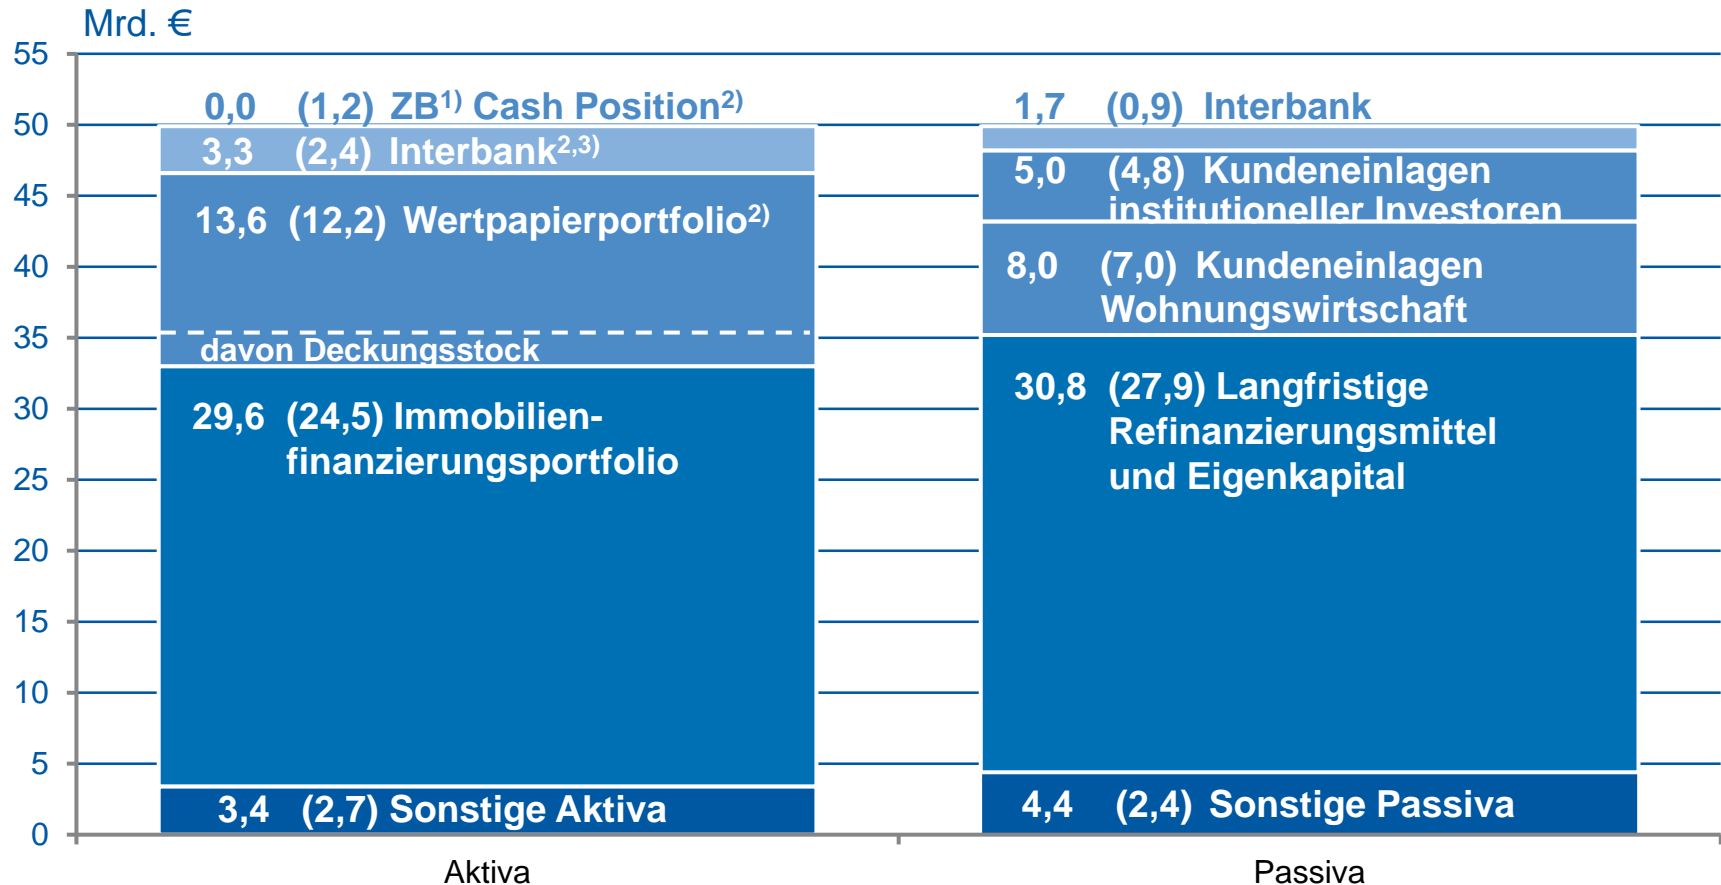 Mrd. €
55
50
45
40
35
30
25
20
15
10
5
0
0,0 (1,2) ZB1) Cash Position2)
3,3 (2,4) Interbank2,3)
13,6 (12,2) Wertpapierportfolio2)
davon Deckungsstock
29,6 (24,5) Immobilien-
finanzierungsportfolio
3,4 (2,7) Sonstige Aktiva
1,7 (0,9) Interbank
5,0 (4,8) Kundeneinlagen
institutioneller Investoren
8,0 (7,0) Kundeneinlagen
Wohnungswirtschaft
30,8 (27,9) Langfristige
Refinanzierungsmittel
und Eigenkapital
4,4 (2,4) Sonstige Passiva
Aktiva
Passiva